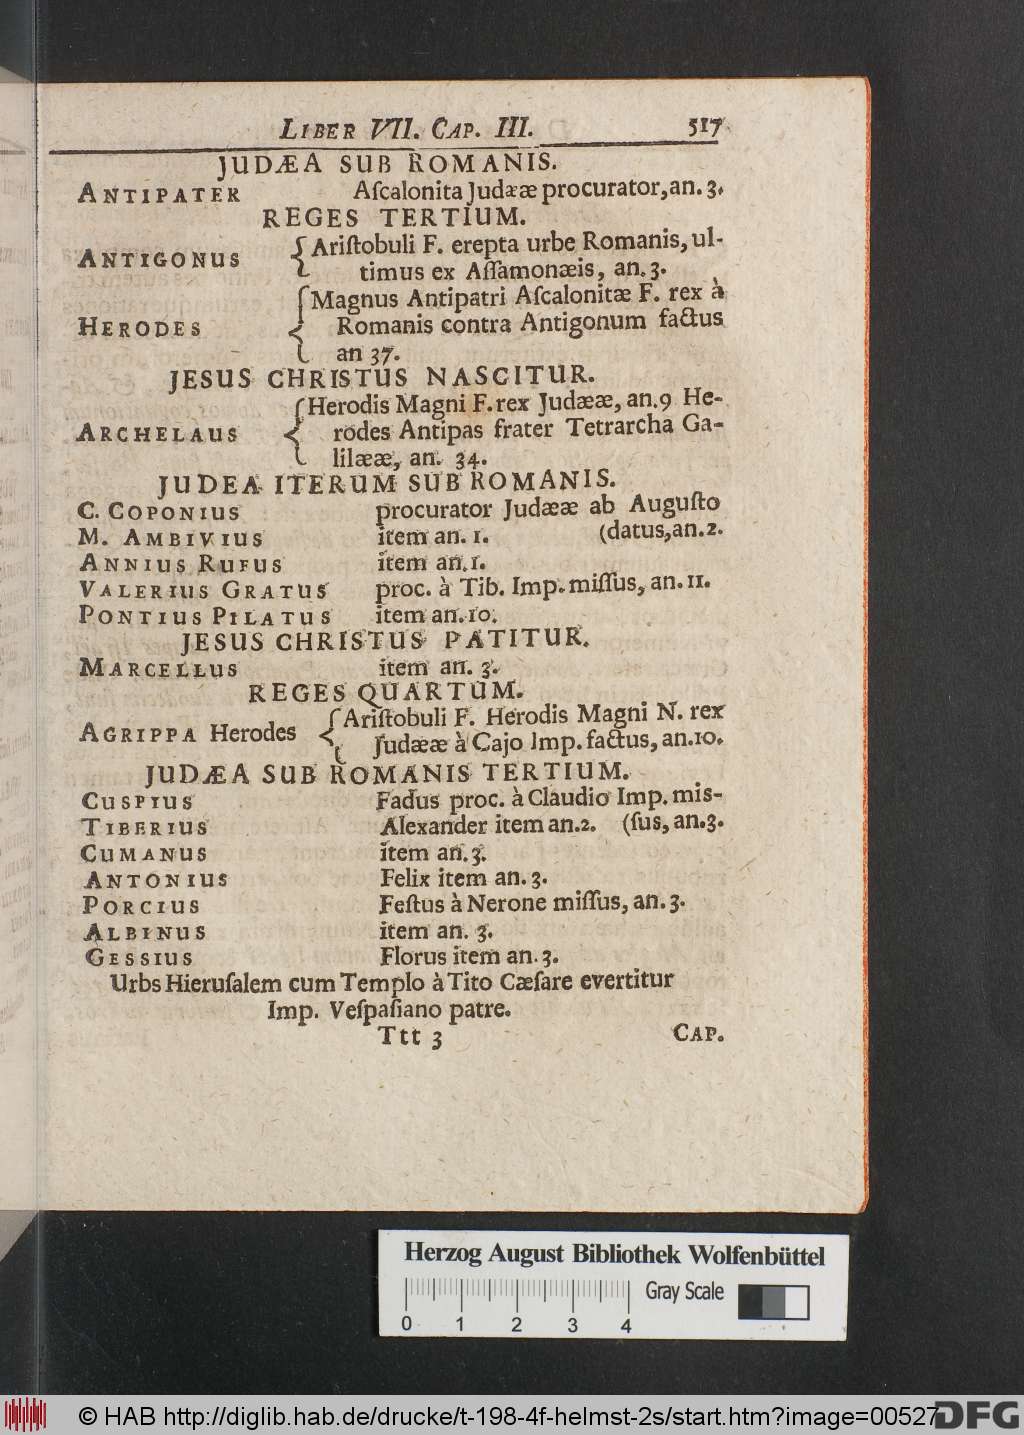 LIBER VII. CAP. III. 517
JUDÆA SUB ROMANIS.
ANTIPATER Aſcalonita Judææ procurator, an. 3.
REGES TERTIUM.
ANTIGONUS { Ariſtobuli F. erepta urbe Romanis, ul-
timus ex Aſſamonæis, an. 3.
{ Magnus Antipatri Aſcalonitæ F. rex à
HERODES Romanis contra Antigonum factus
an 37.
JESUS CHRISTUS NASCITUR.
{ Herodis Magni F. rex Judææ, an. 9 He-
ARCHELAUS rodes Antipas frater Tetrarcha Ga-
lilææ, an. 34.
JUDEA ITERUM SUB ROMANIS.
C. COPONIUS procurator Judææ ab Auguſto
M. AMBIVIUS item an. 1. (datus, an. 2.
ANNIUS RUFUS item an. 1.
VALERIUS GRATUS proc. à Tib. Imp. miſſus, an. 11.
PONTIUS PILATUS item an. 10.
JESUS CHRISTUS PATITUR.
MARCELLUS item an. 3.
REGES QUARTUM.
AGRIPPA Herodes { Ariſtobuli F. Herodis Magni N. rex
Judææ à Cajo Imp. factus, an. 10.
JUDÆA SUB ROMANIS TERTIUM.
CUSPIUS Fadus proc. à Claudio Imp. mis-
TIBERIUS Alexander item an. 2. (ſus, an. 3.
CUMANUS item an. 3.
ANTONIUS Felix item an. 3.
PORCIUS Feſtus à Nerone miſſus, an. 3.
ALBINUS item an. 3.
GESSIUS Florus item an. 3.
Urbs Hieruſalem cum Templo à Tito Cæſare evertitur
Imp. Veſpaſiano patre.
Ttt 3 CAP.
Herzog August Bibliothek Wolfenbüttel
Gray Scale
0 1 2 3 4
© HAB http://diglib.hab.de/drucke/t-198-4f-helmst-2s/start.htm?image=00527
DFG